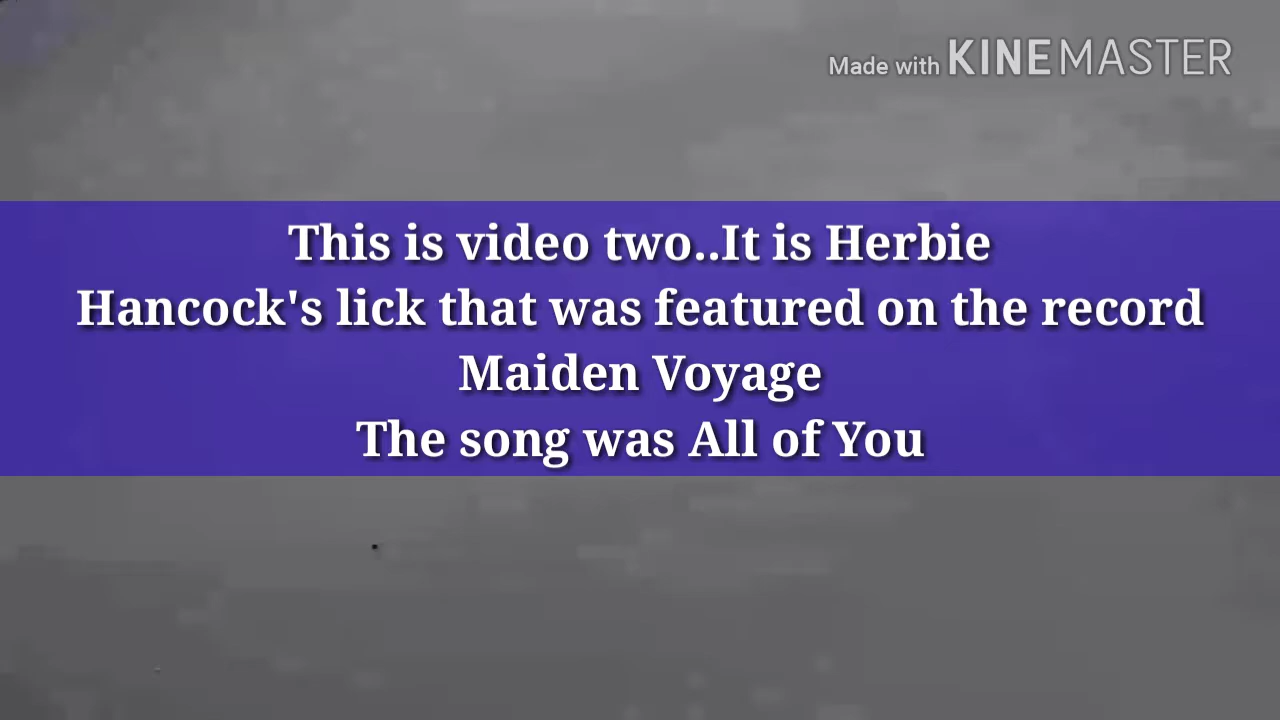 Made with KINEMASTER
This is video two..It is Herbie
Hancock's lick that was featured on the record
Maiden Voyage
The song was All of You